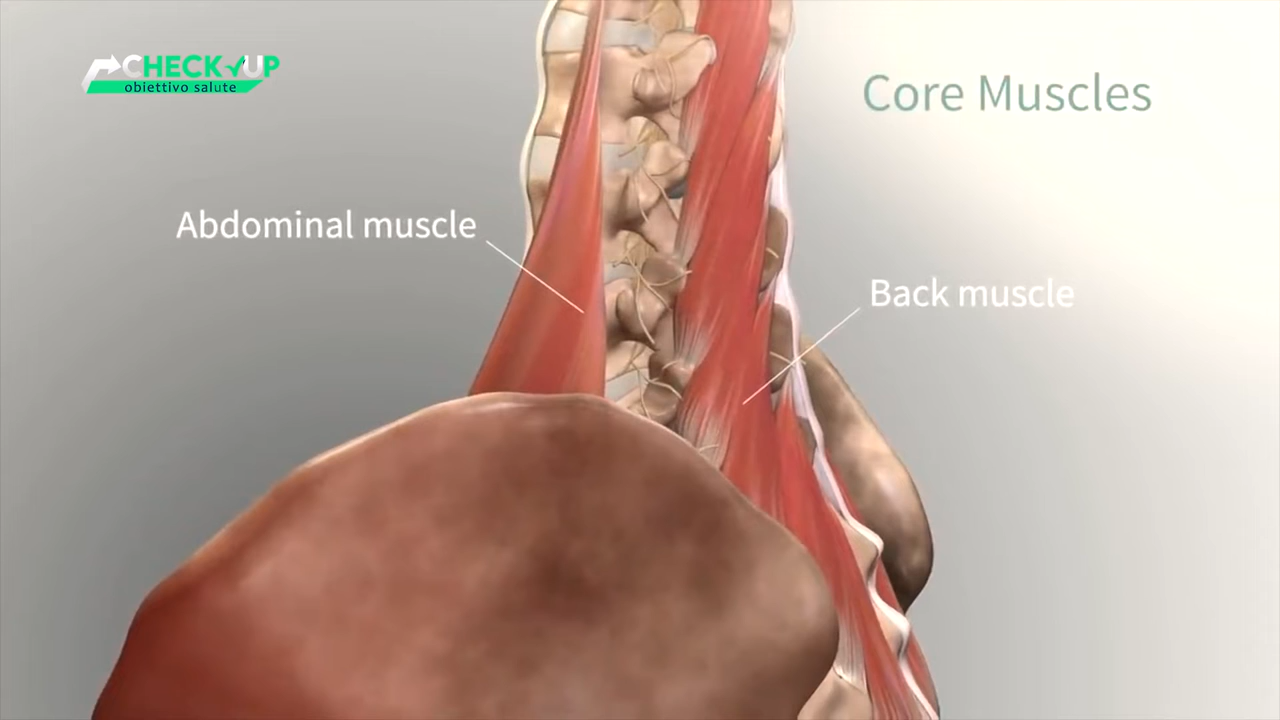 CHECK UP
obiettivo salute
Core Muscles
Abdominal muscle
Back muscle